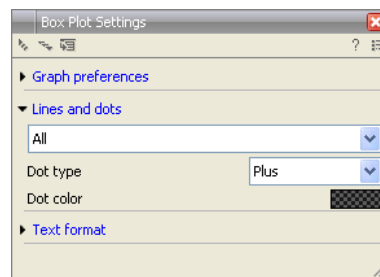 Box Plot Settings
?
Graph preferences
Lines and dots
All
Dot type Plus
Dot color
Text format